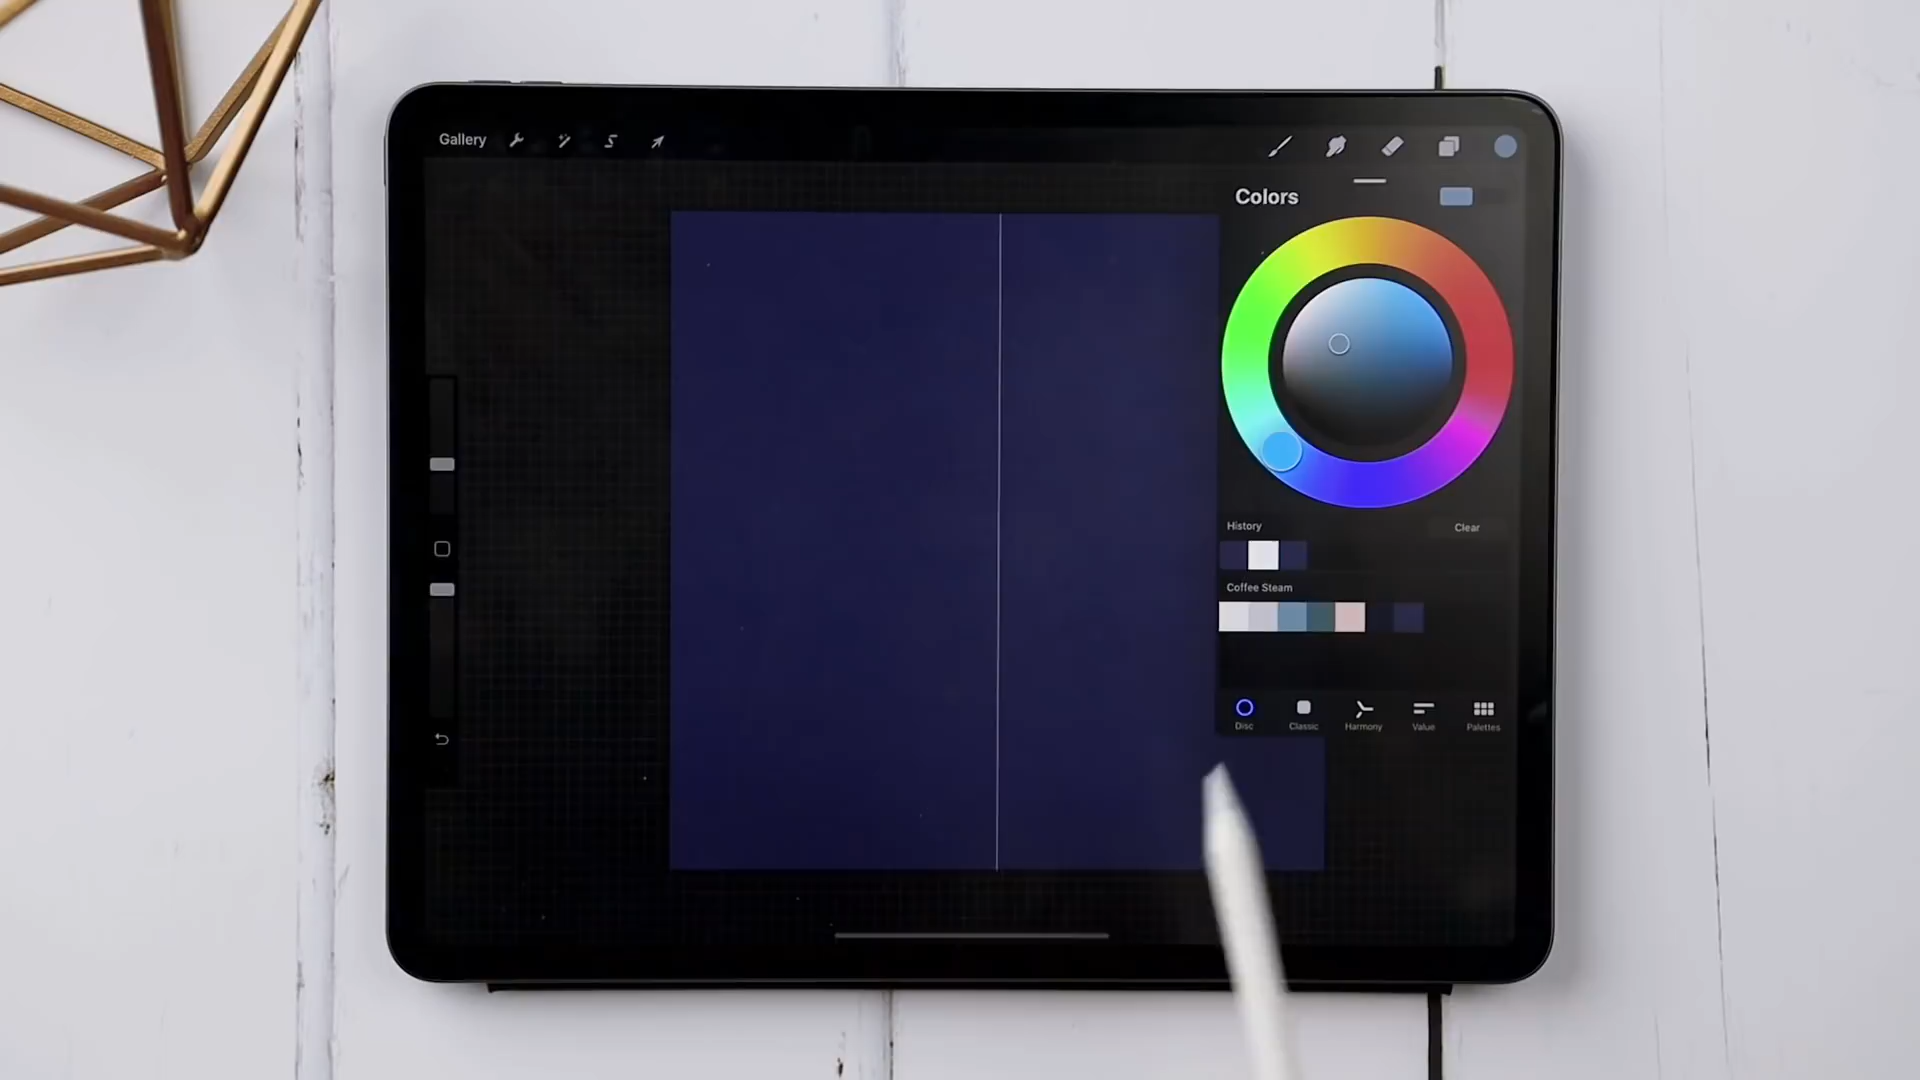 Gallery
Colors
History
Clear
Coffee Steam
Disc
Classic
Harmony
Value
Palettes